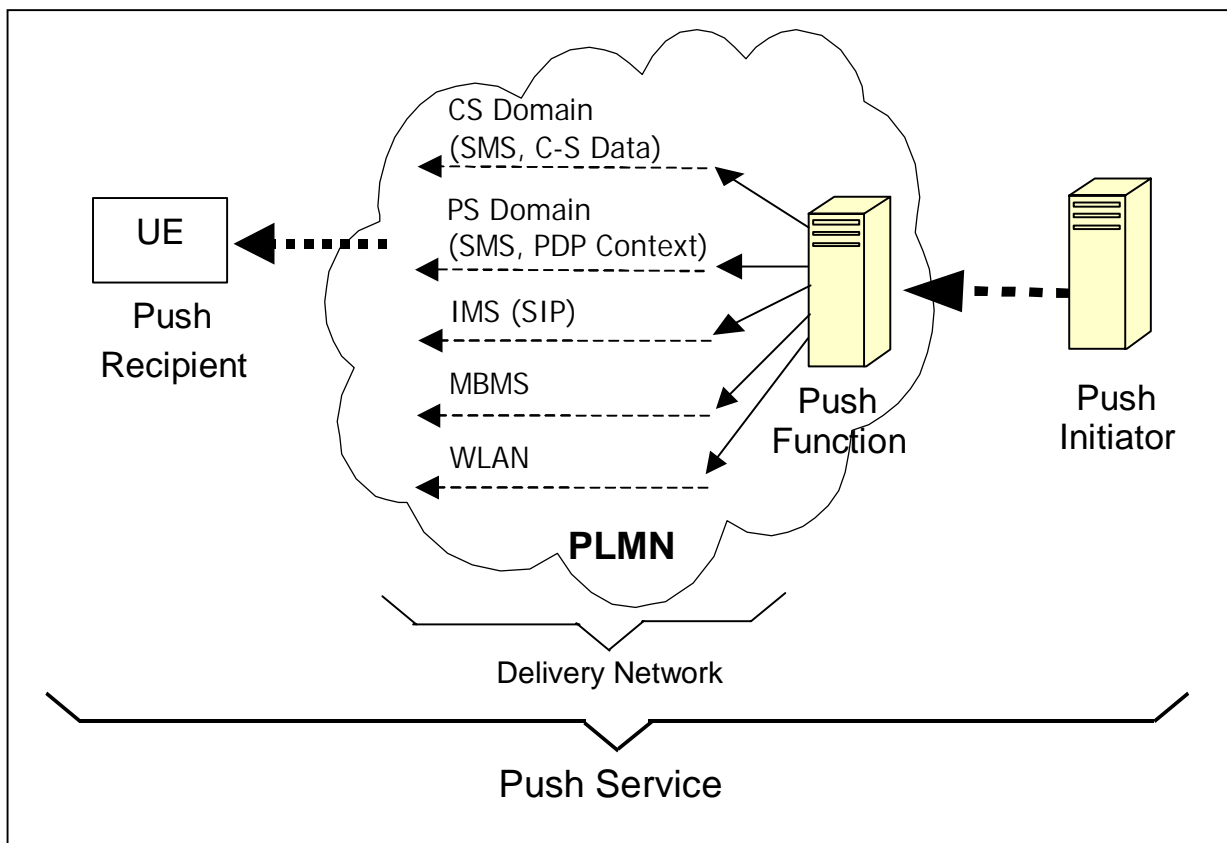 CS Domain
(SMS, C-S Data)
PS Domain
(SMS, PDP Context)
IMS (SIP)
MBMS
WLAN
PLMN
UE
Push
Recipient
Push
Function
Push
Initiator
Delivery Network
Push Service